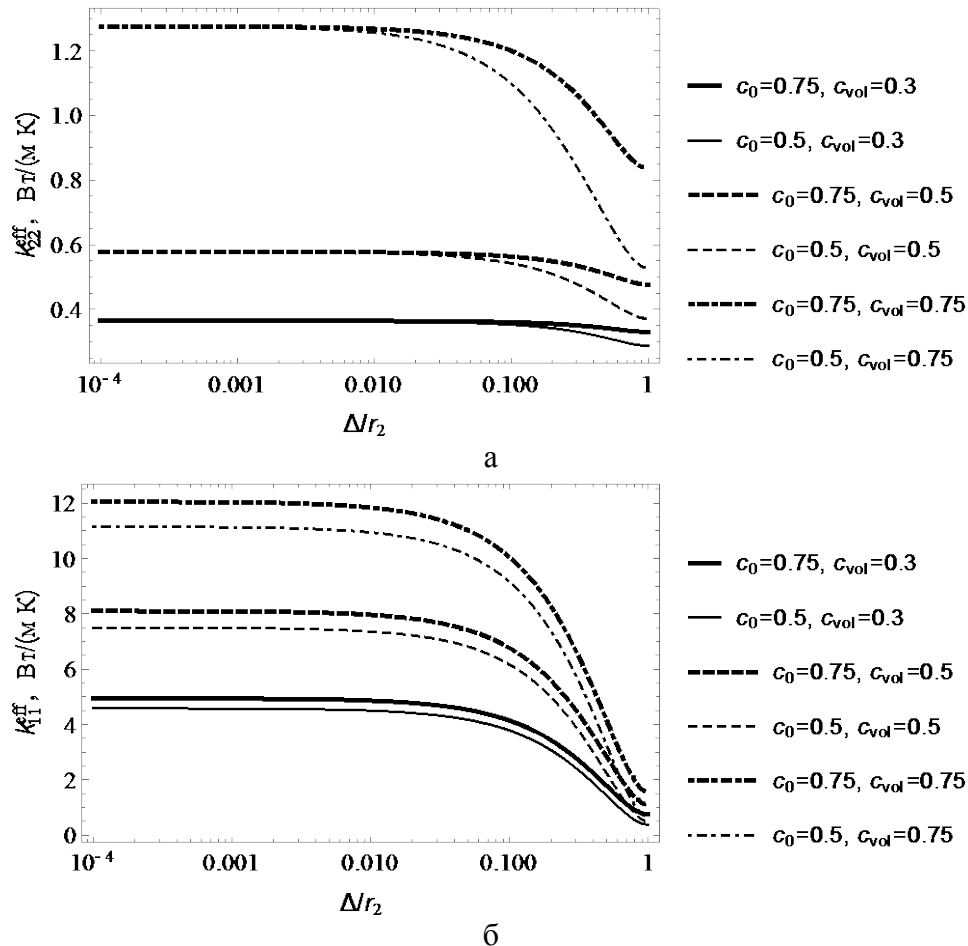 1.2
1.0
0.8
0.6
0.4
k₂₂ᵉᶠᶠ, Вт/(м К)
10⁻⁴ 0.001 0.010 0.100 1
Δ/r₂
c₀=0.75, cᵥₒₗ=0.3
c₀=0.5, cᵥₒₗ=0.3
c₀=0.75, cᵥₒₗ=0.5
c₀=0.5, cᵥₒₗ=0.5
c₀=0.75, cᵥₒₗ=0.75
c₀=0.5, cᵥₒₗ=0.75
а
12
10
8
6
4
2
0
k₁₁ᵉᶠᶠ, Вт/(м К)
10⁻⁴ 0.001 0.010 0.100 1
Δ/r₂
c₀=0.75, cᵥₒₗ=0.3
c₀=0.5, cᵥₒₗ=0.3
c₀=0.75, cᵥₒₗ=0.5
c₀=0.5, cᵥₒₗ=0.5
c₀=0.75, cᵥₒₗ=0.75
c₀=0.5, cᵥₒₗ=0.75
б